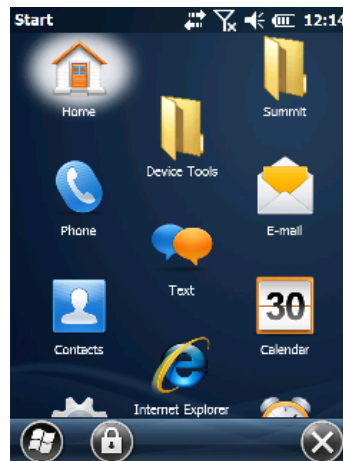 Start 12:14
Home
Summit
Device Tools
Phone
E-mail
Text
30
Contacts
Calendar
Internet Explorer